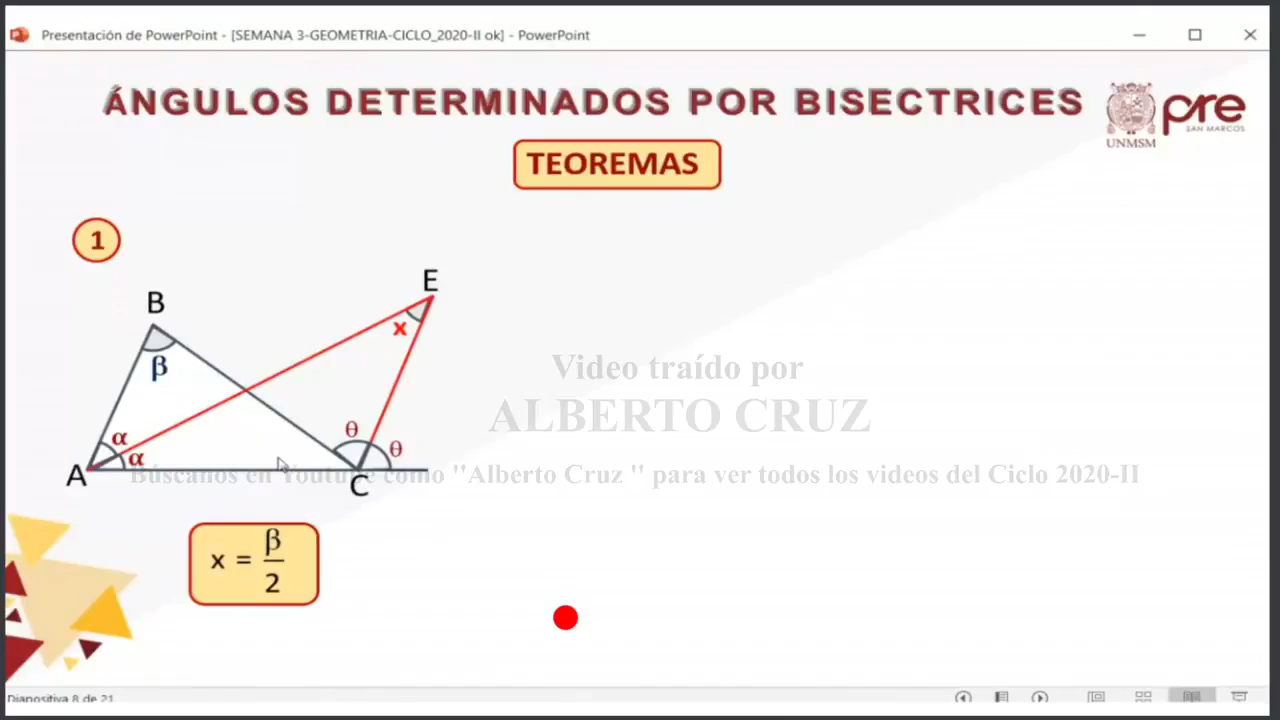 Presentación de PowerPoint - [SEMANA 3-GEOMETRIA-CICLO_2020-II ok] - PowerPoint
ÁNGULOS DETERMINADOS POR BISECTRICES
UNMSM
pre
SAN MARCOS
TEOREMAS
1
E
B
x
β
α
α
θ
θ
A
C
Video traído por
ALBERTO CRUZ
Búscanos en Youtube como "Alberto Cruz " para ver todos los videos del Ciclo 2020-II
x = β/2
Diapositiva 8 de 21